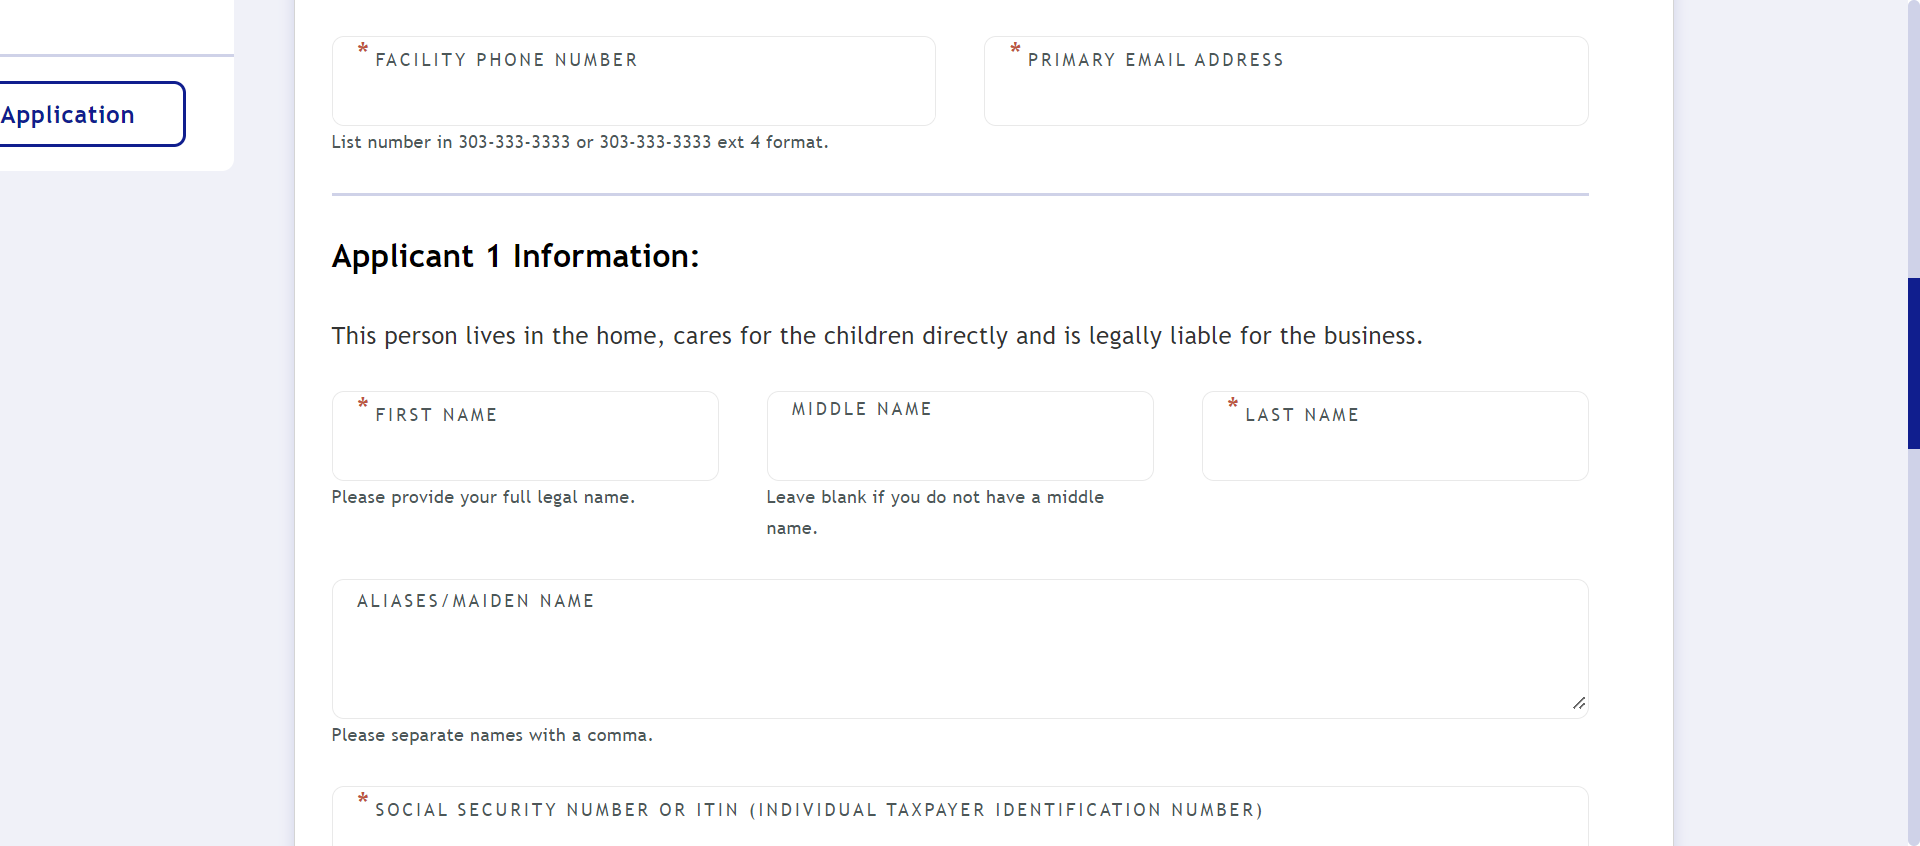 Application
* FACILITY PHONE NUMBER
* PRIMARY EMAIL ADDRESS
List number in 303-333-3333 or 303-333-3333 ext 4 format.
Applicant 1 Information:
This person lives in the home, cares for the children directly and is legally liable for the business.
* FIRST NAME
MIDDLE NAME
* LAST NAME
Please provide your full legal name.
Leave blank if you do not have a middle
name.
ALIASES/MAIDEN NAME
Please separate names with a comma.
* SOCIAL SECURITY NUMBER OR ITIN (INDIVIDUAL TAXPAYER IDENTIFICATION NUMBER)